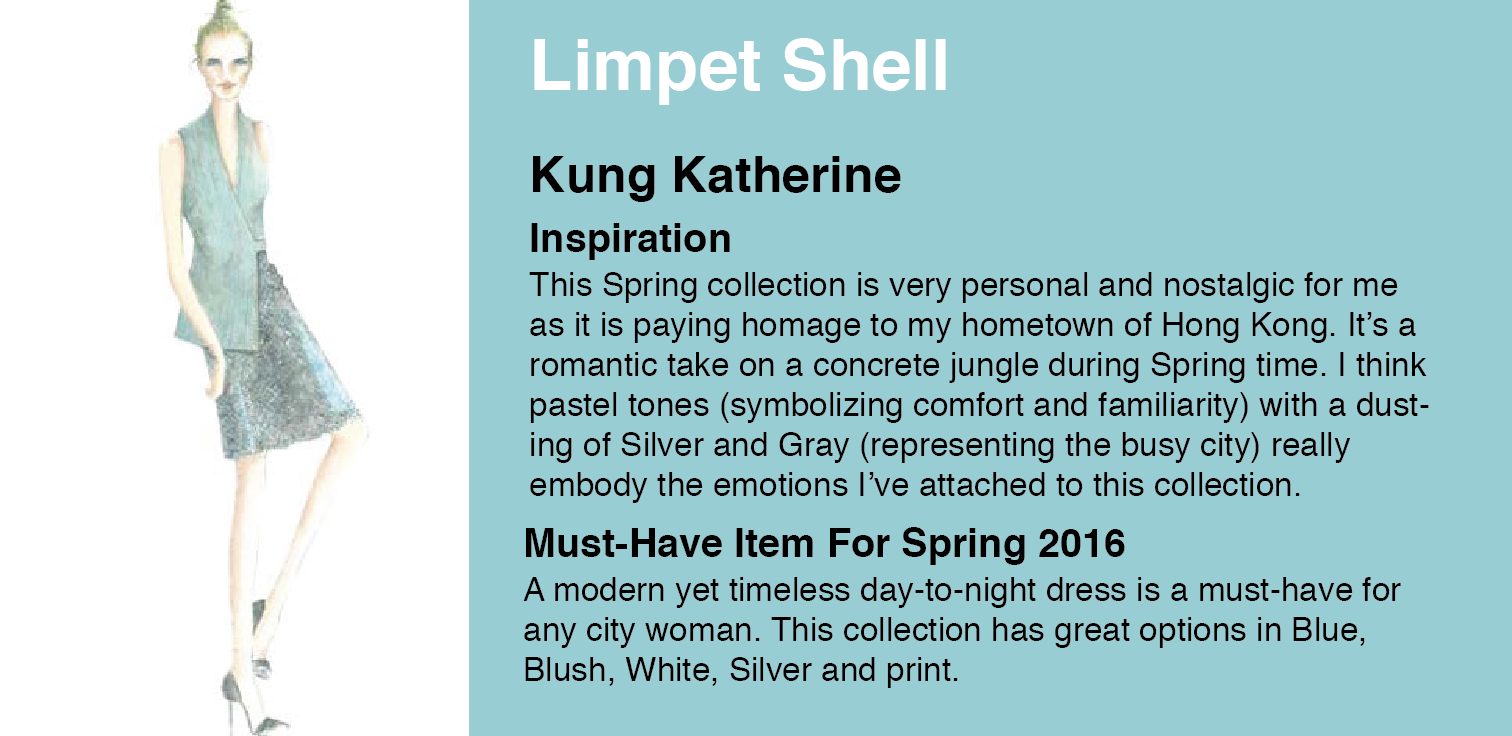 Limpet Shell
Kung Katherine
Inspiration
This Spring collection is very personal and nostalgic for me
as it is paying homage to my hometown of Hong Kong. It’s a
romantic take on a concrete jungle during Spring time. I think
pastel tones (symbolizing comfort and familiarity) with a dust-
ing of Silver and Gray (representing the busy city) really
embody the emotions I’ve attached to this collection.
Must-Have Item For Spring 2016
A modern yet timeless day-to-night dress is a must-have for
any city woman. This collection has great options in Blue,
Blush, White, Silver and print.